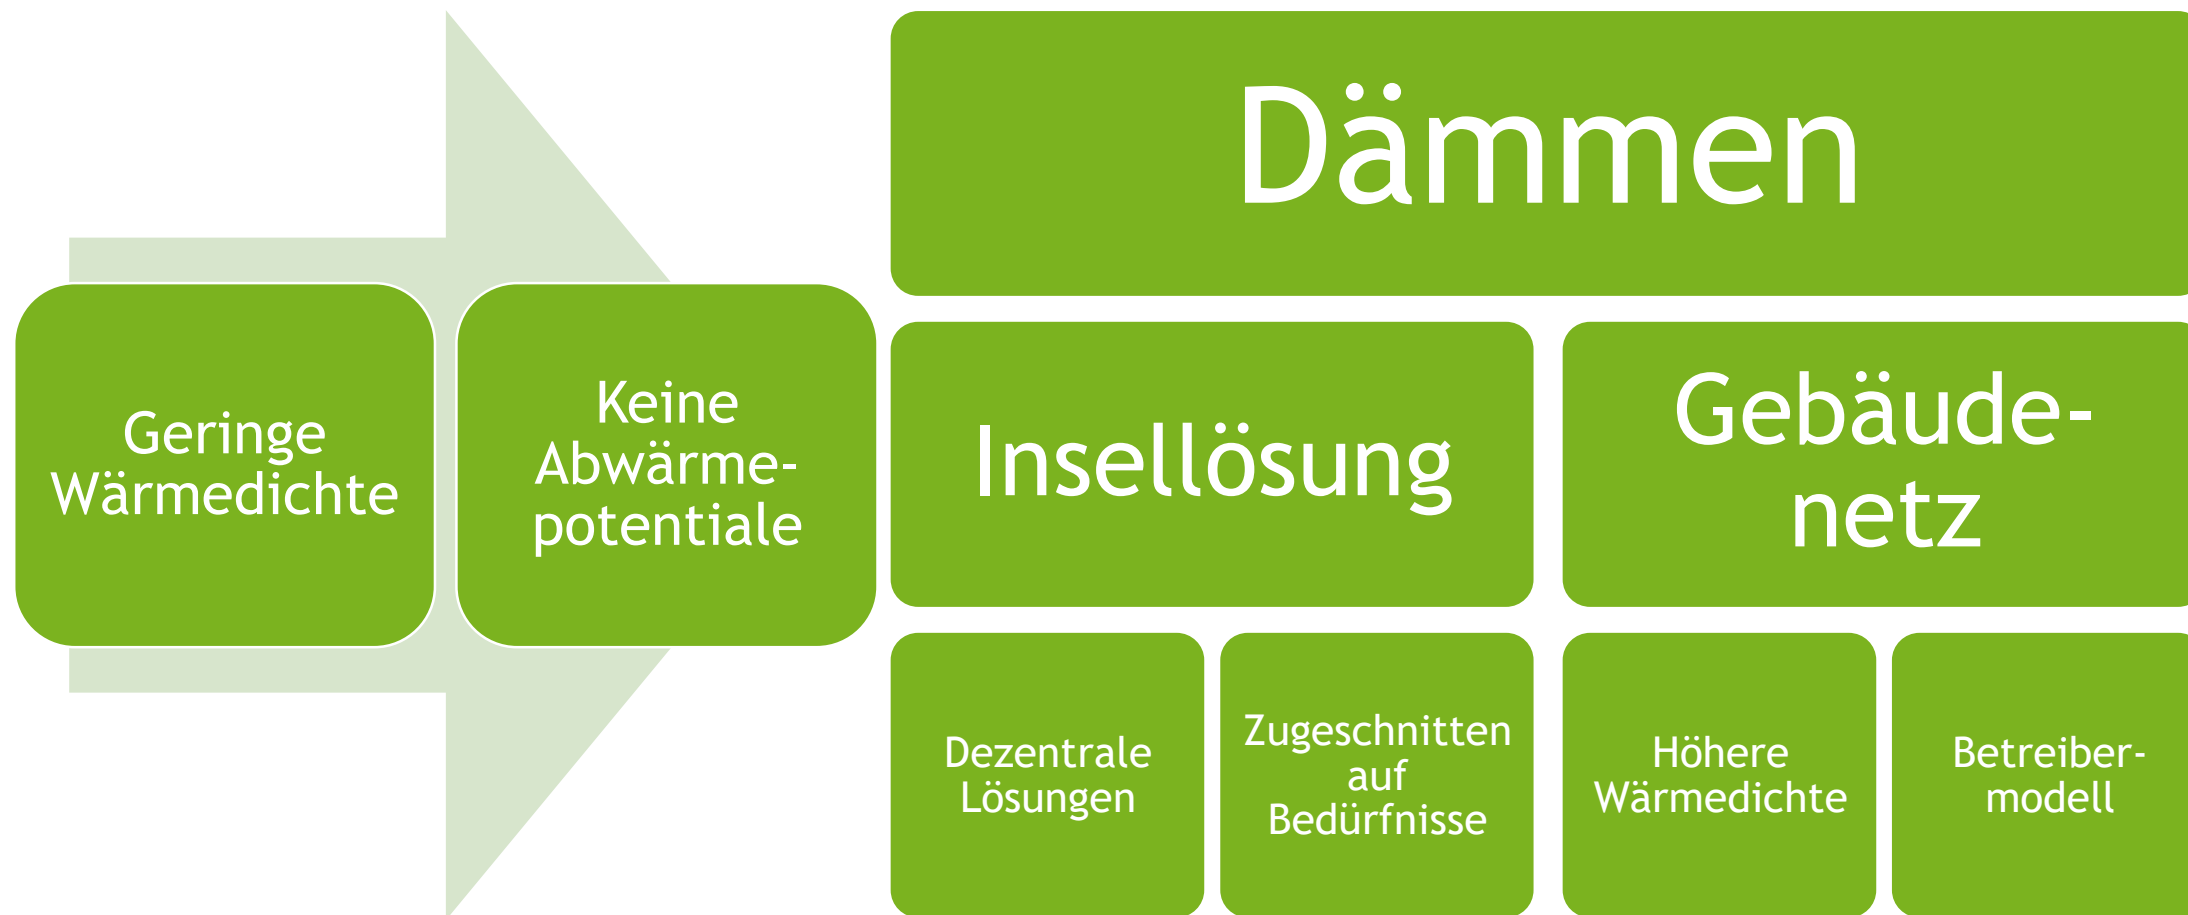 Geringe
Wärmedichte
Keine
Abwärme-
potentiale
Dämmen
Insellösung
Gebäude-
netz
Dezentrale
Lösungen
Zugeschnitten
auf
Bedürfnisse
Höhere
Wärmedichte
Betreiber-
modell